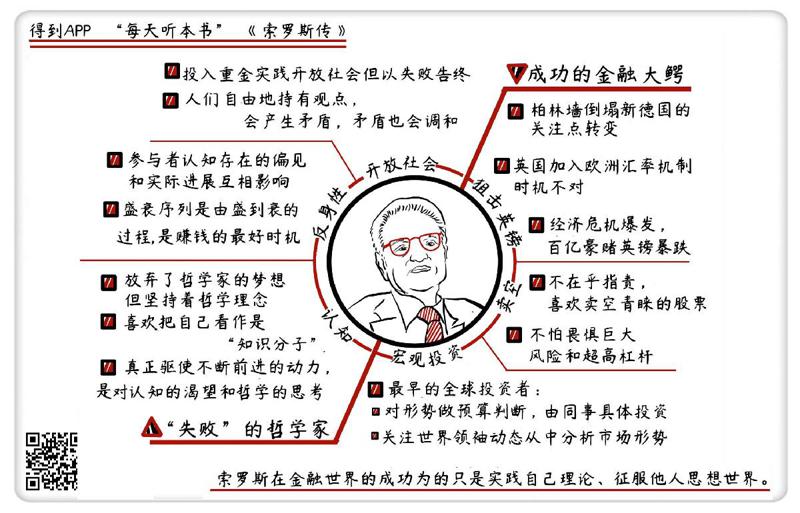 得到APP “每天听本书” 《索罗斯传》
投入重金实践开放社会但以失败告终
人们自由地持有观点，
会产生矛盾，矛盾也会调和
成功的金融大鳄
柏林墙倒塌新德国的
关注点转变
英国加入欧洲汇率机制
时机不对
经济危机爆发，
百亿豪赌英镑暴跌
不在乎指责，
喜欢卖空青睐的股票
不怕畏惧巨大
风险和超高杠杆
参与者认知存在的偏见
和实际进展互相影响
盛衰序列是由盛到衰的
过程,是赚钱的最好时机
放弃了哲学家的梦想
但坚持着哲学理念
喜欢把自己看作是
“知识分子”
真正驱使不断前进的动力，
是对认知的渴望和哲学的思考
“失败”的哲学家
开放社会
狙击英镑
卖空
宏观投资
认知
反身性
最早的全球投资者：
对形势做预算判断，由同事具体投资
关注世界领袖动态从中分析市场形势
索罗斯在金融世界的成功为的只是实践自己理论、征服他人思想世界。